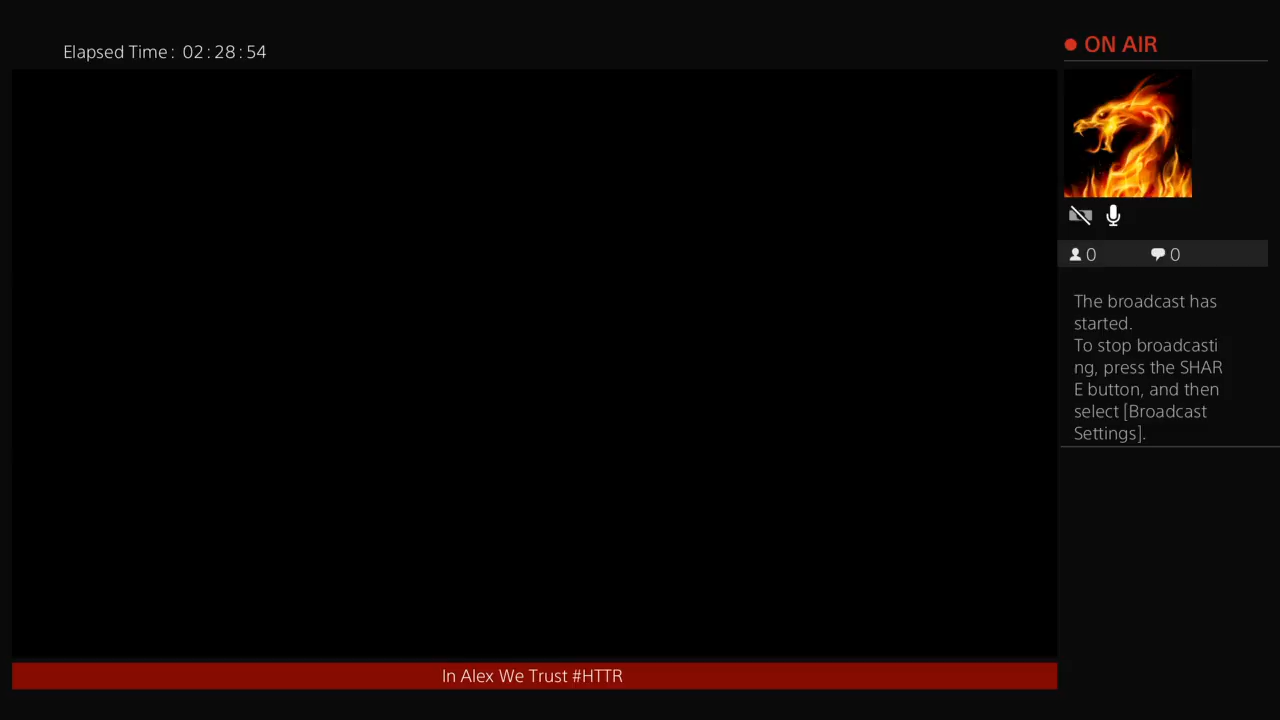 Elapsed Time: 02:28:54
ON AIR
0 0
The broadcast has
started.
To stop broadcasti
ng, press the SHAR
E button, and then
select [Broadcast
Settings].
In Alex We Trust #HTTR